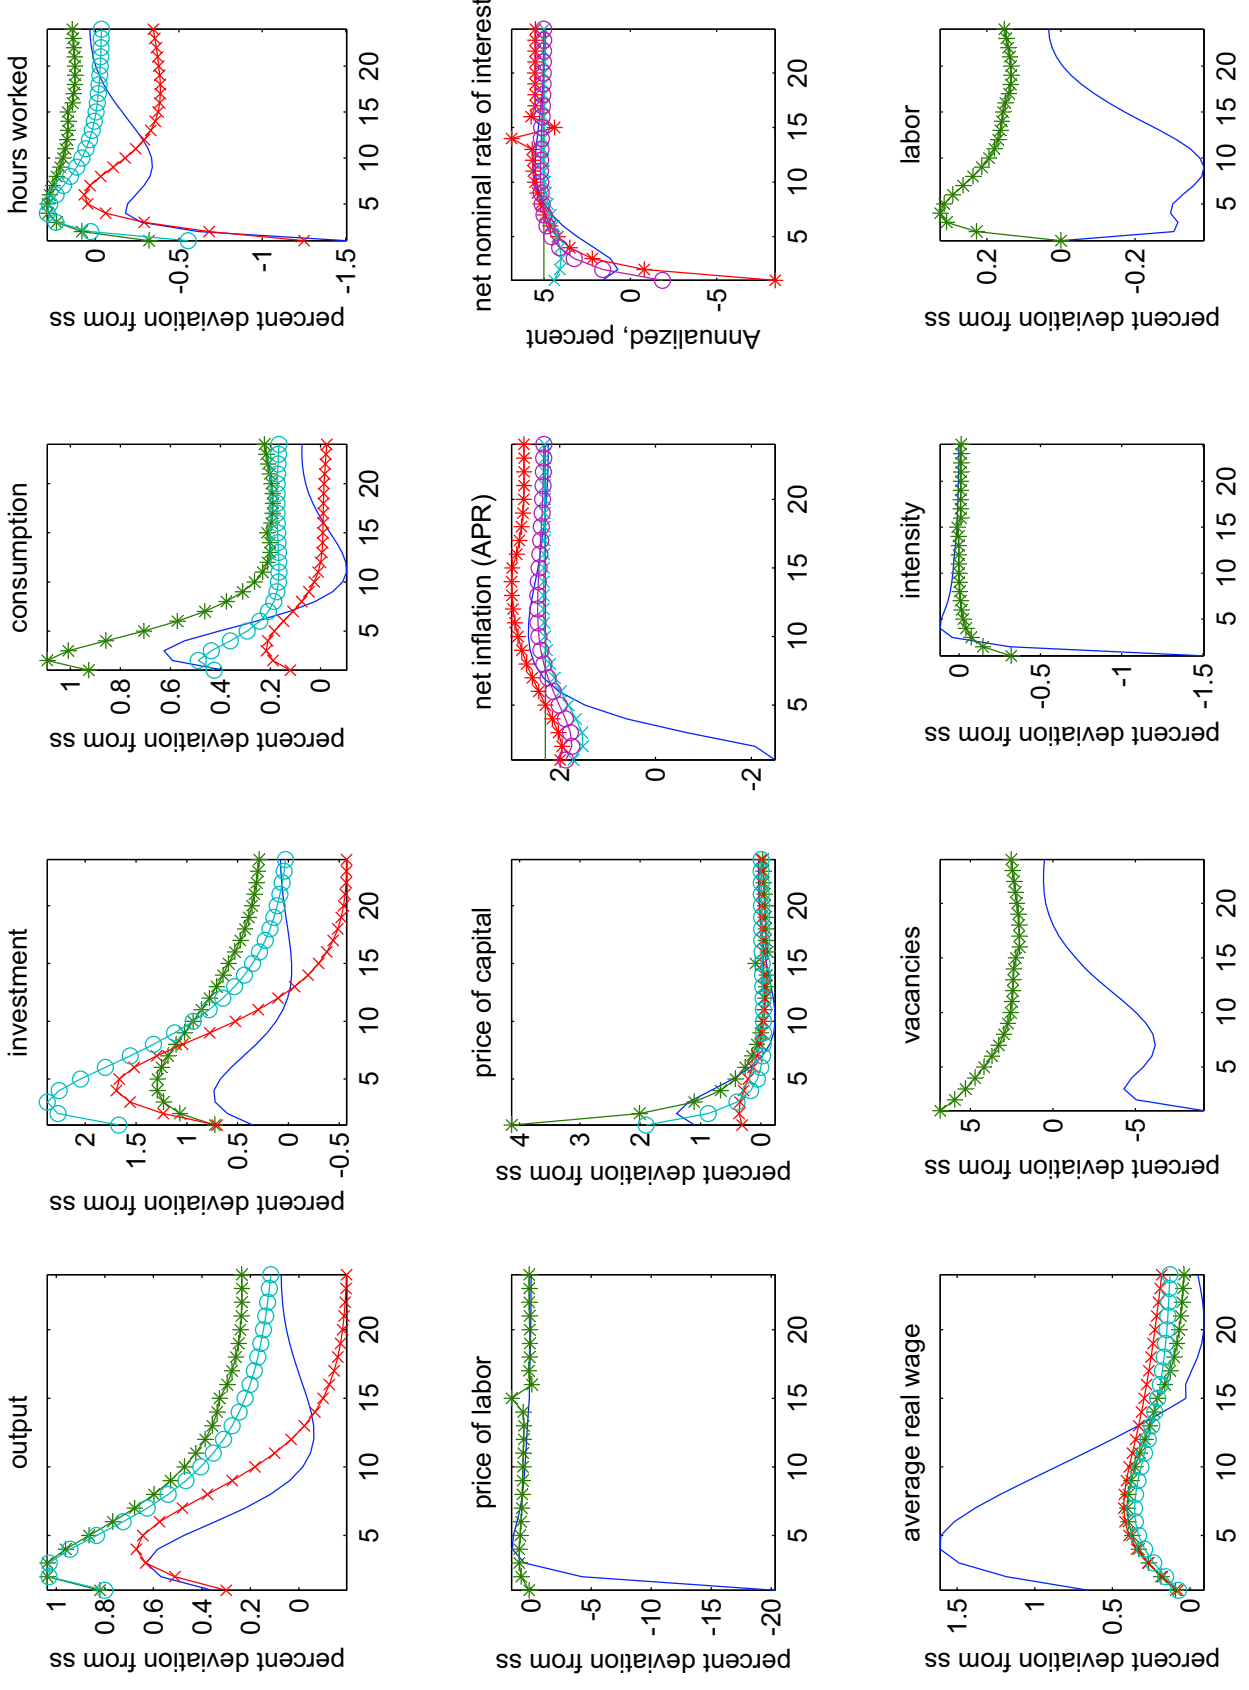 output
percent deviation from ss
1
0.8
0.6
0.4
0.2
0
5 10 15 20
investment
percent deviation from ss
2
1.5
1
0.5
0
-0.5
5 10 15 20
consumption
percent deviation from ss
1
0.8
0.6
0.4
0.2
0
5 10 15 20
hours worked
percent deviation from ss
0
-0.5
-1
-1.5
5 10 15 20
price of labor
percent deviation from ss
0
-5
-10
-15
-20
5 10 15 20
price of capital
percent deviation from ss
4
3
2
1
0
5 10 15 20
net inflation (APR)
2
0
-2
5 10 15 20
net nominal rate of interest
Annualized, percent
5
0
-5
5 10 15 20
average real wage
percent deviation from ss
1.5
1
0.5
0
5 10 15 20
vacancies
percent deviation from ss
5
0
-5
5 10 15 20
intensity
percent deviation from ss
0
-0.5
-1
-1.5
5 10 15 20
labor
percent deviation from ss
0.2
0
-0.2
5 10 15 20